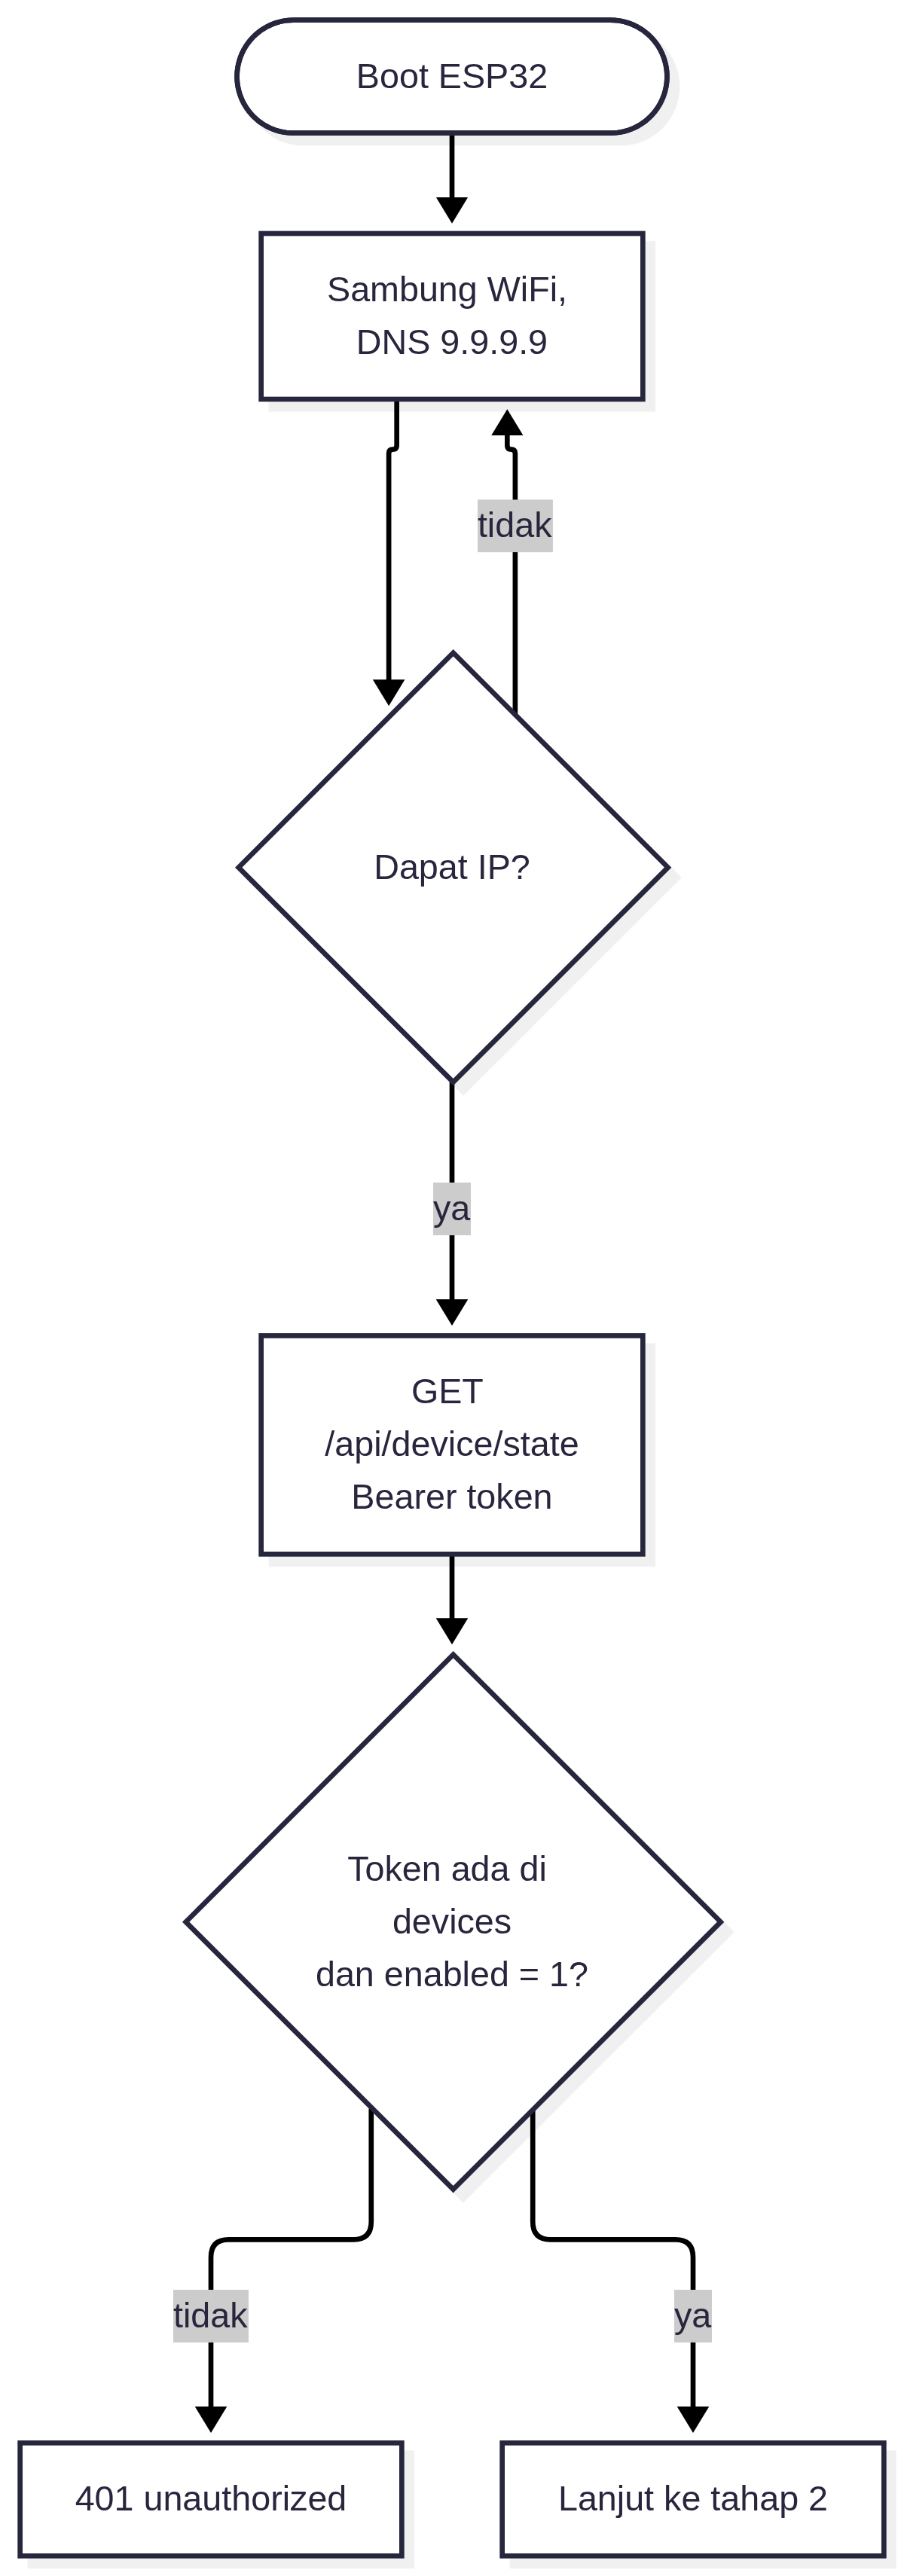 Boot ESP32
Sambung WiFi,
DNS 9.9.9.9
tidak
Dapat IP?
ya
GET
/api/device/state
Bearer token
Token ada di
devices
dan enabled = 1?
tidak
ya
401 unauthorized
Lanjut ke tahap 2